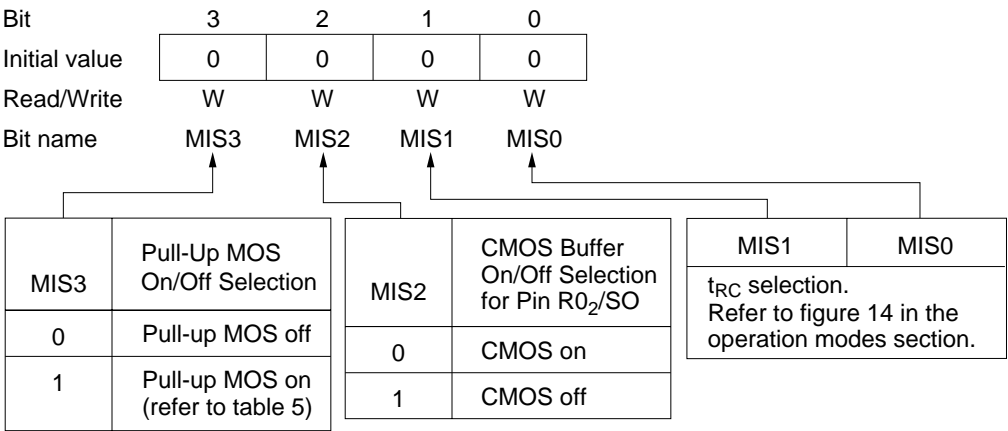 Bit 3 2 1 0
Initial value 0 0 0 0
Read/Write W W W W
Bit name MIS3 MIS2 MIS1 MIS0
MIS3
Pull-Up MOS
On/Off Selection
0 Pull-up MOS off
1 Pull-up MOS on
(refer to table 5)
MIS2
CMOS Buffer
On/Off Selection
for Pin R0₂/SO
0 CMOS on
1 CMOS off
MIS1 MIS0
tRC selection.
Refer to figure 14 in the
operation modes section.